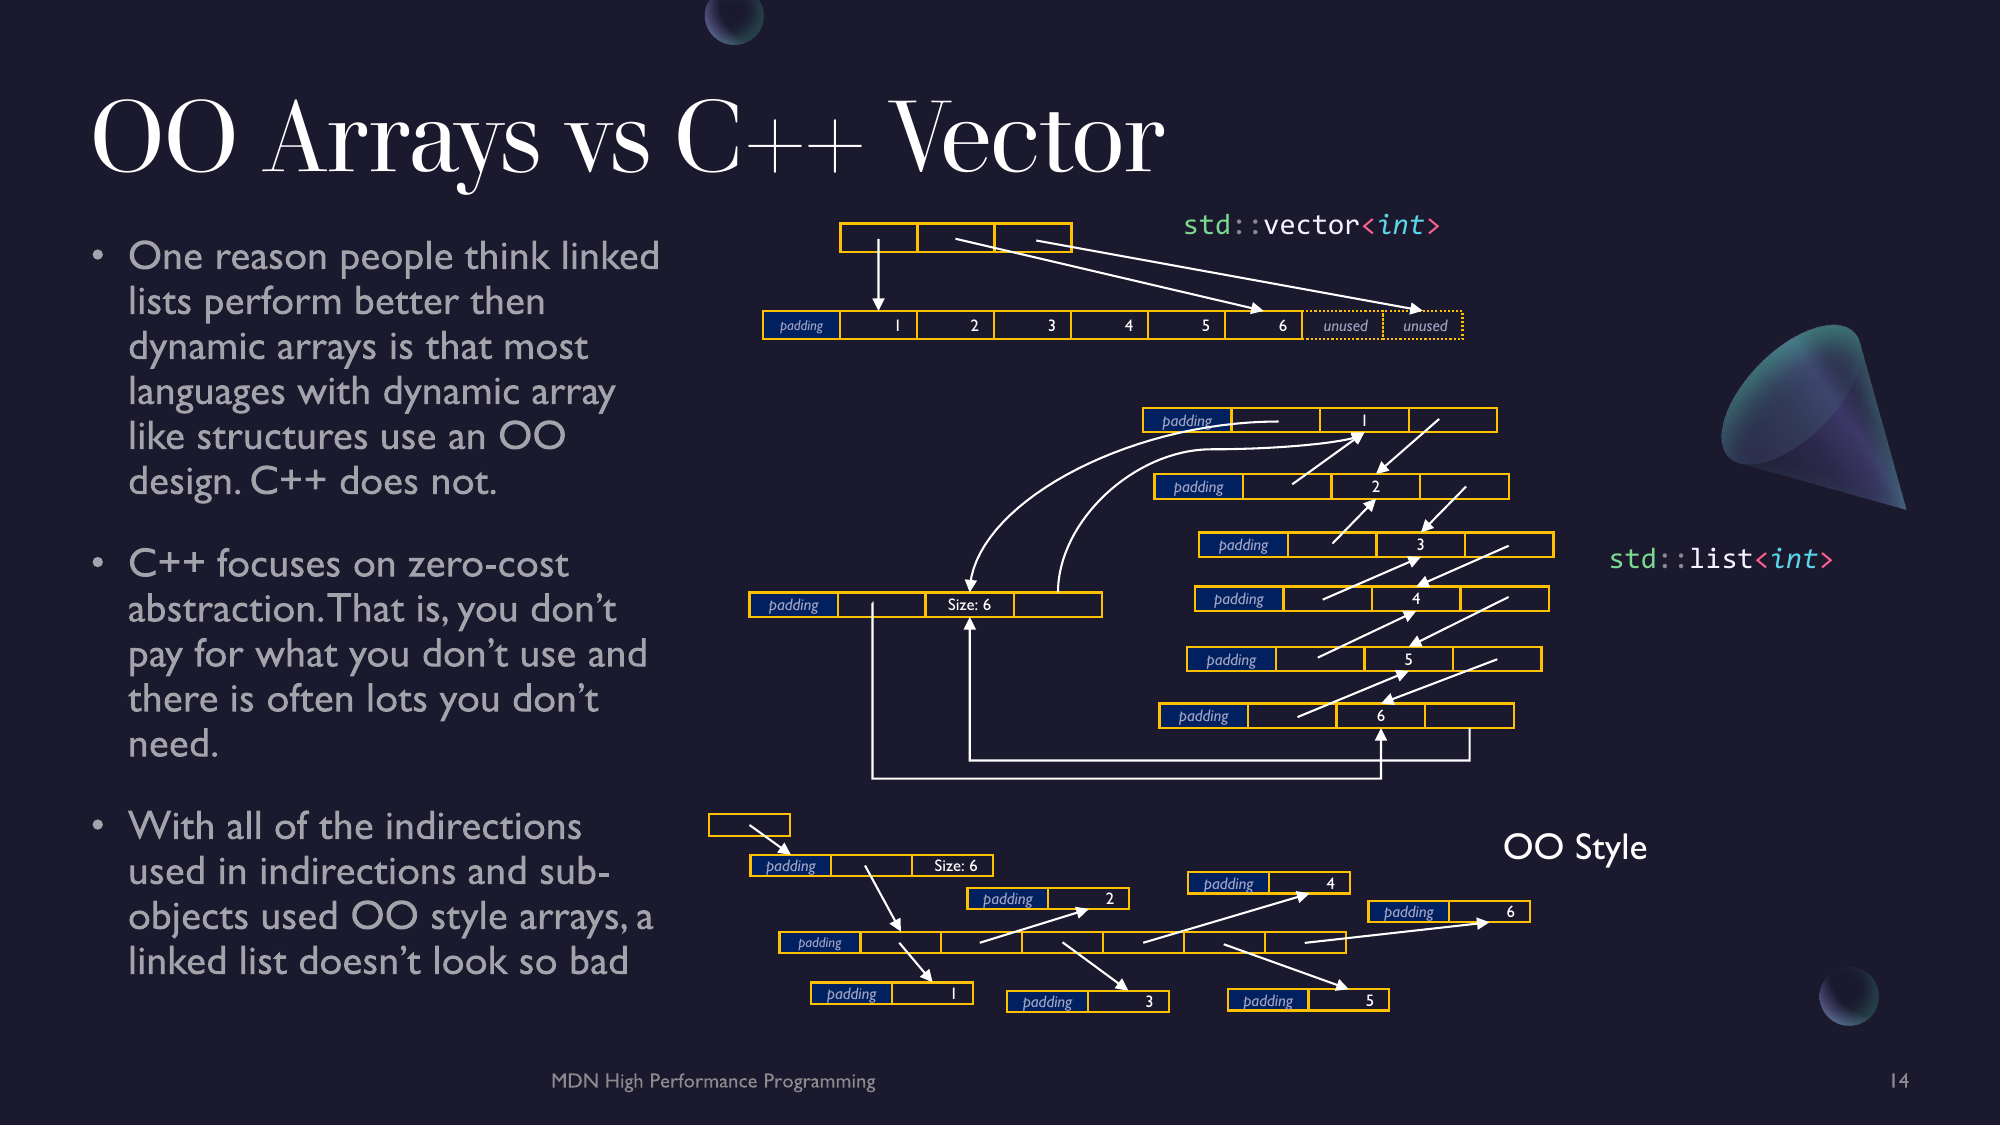 OO Arrays vs C++ Vector
• One reason people think linked
lists perform better then
dynamic arrays is that most
languages with dynamic array
like structures use an OO
design. C++ does not.
• C++ focuses on zero-cost
abstraction. That is, you don’t
pay for what you don’t use and
there is often lots you don’t
need.
• With all of the indirections
used in indirections and sub-
objects used OO style arrays, a
linked list doesn’t look so bad
std::vector<int>
padding 1 2 3 4 5 6 unused unused
padding 1
padding 2
padding 3
std::list<int>
padding 4
padding Size: 6
padding 5
padding 6
OO Style
padding Size: 6
padding 2
padding 4
padding 6
padding
padding 1
padding 3
padding 5
MDN High Performance Programming
14